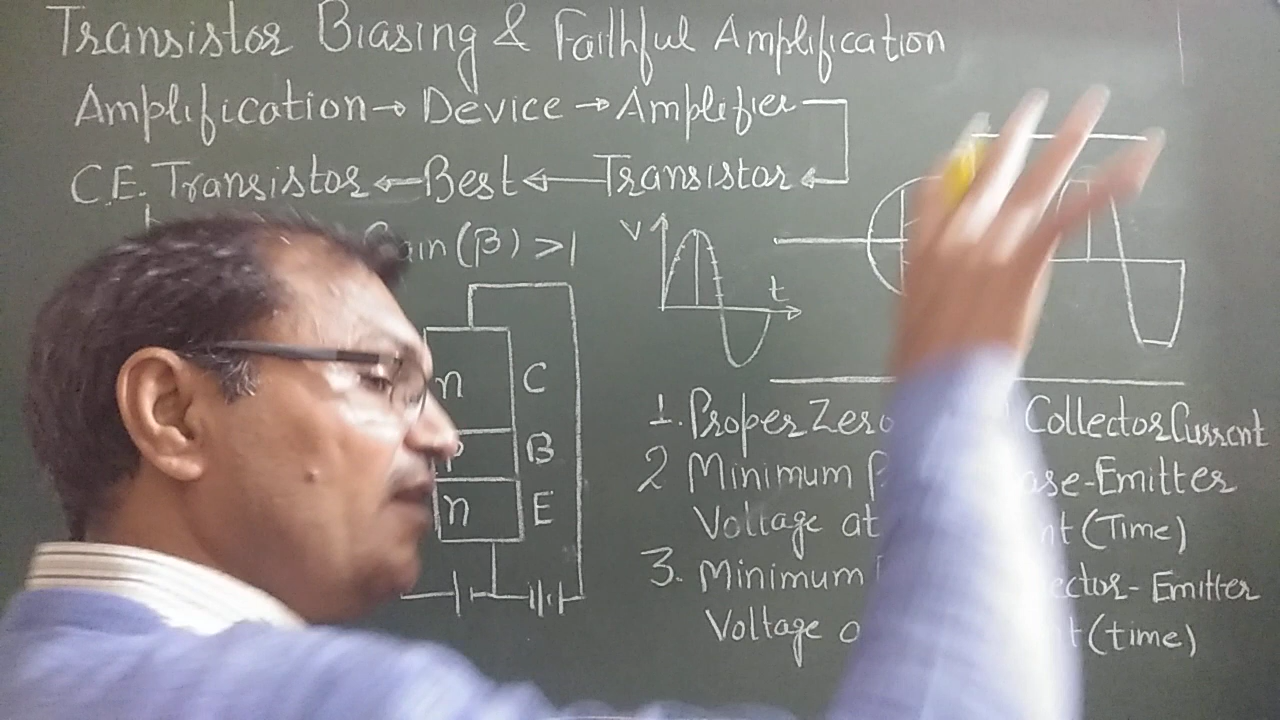 Transistor Biasing & Faithful Amplification
Amplification → Device → Amplifier
C.E. Transistor ← Best ← Transistor
ain (β) > 1
V
t
n C
p B
n E
1. Proper Zero Collector Current
2 Minimum ase-Emitter
Voltage at nt (Time)
3. Minimum ector-Emitter
Voltage t (time)